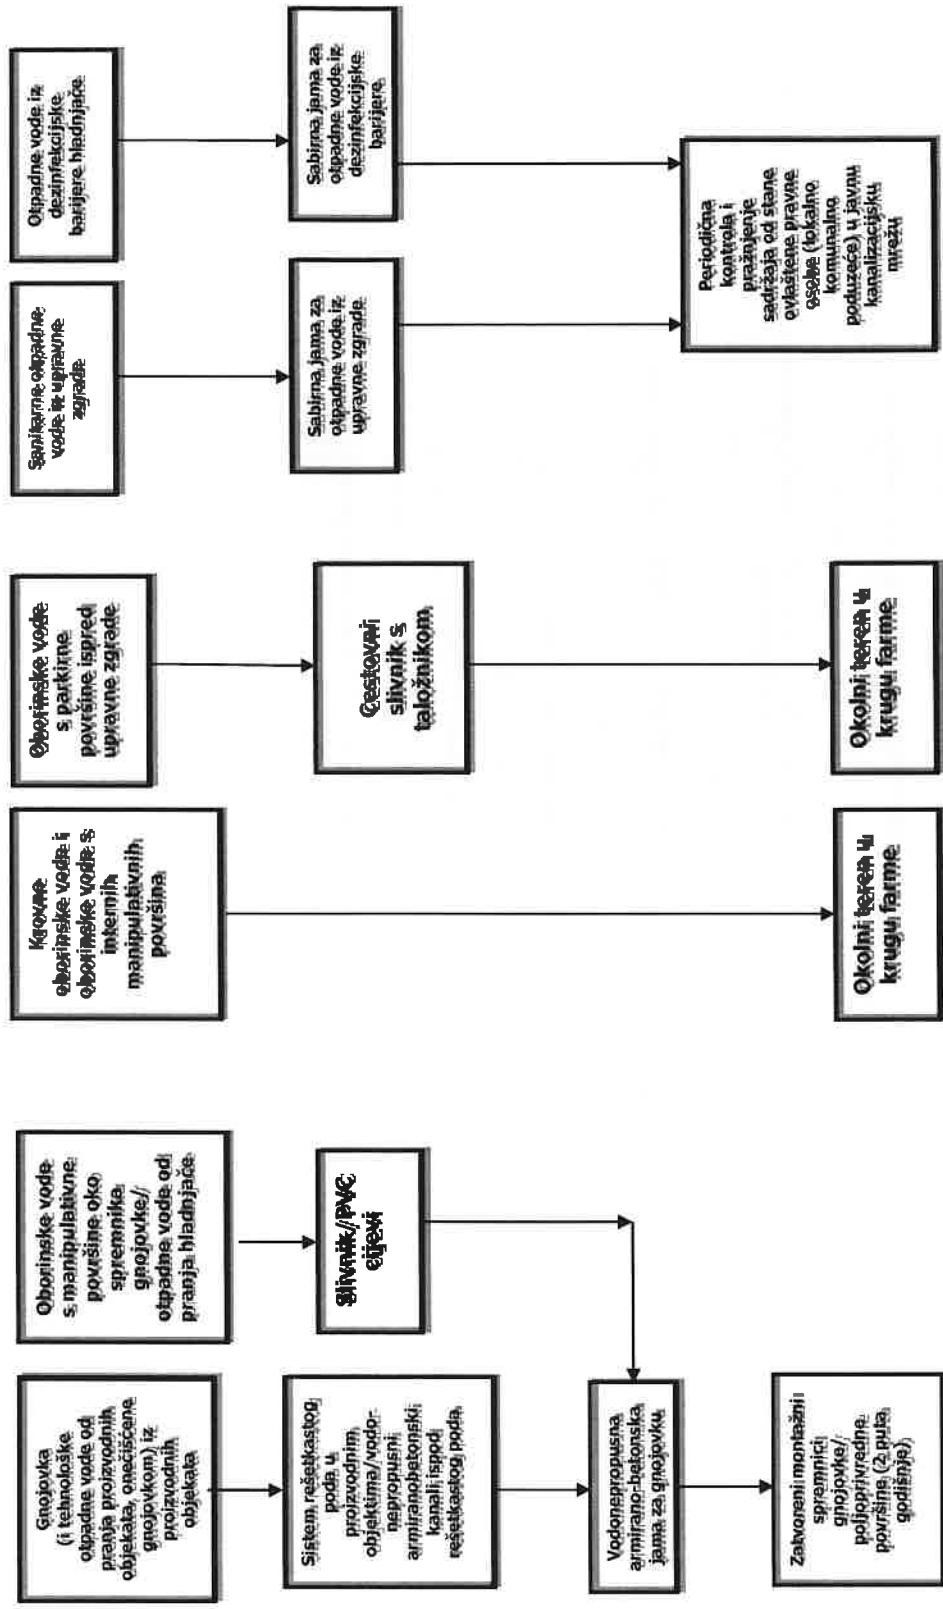 Gnojovka
(i tehnološke
otpadne vode od
pranja proizvodnih
objekata, onečišćene
gnojovkom) iz
proizvodnih
objekata
Sistem rešetkastog
poda u
proizvodnim
objektima/vodo-
nepropusni
armiranobetonski
kanali ispod
rešetkastog poda
Vodonepropusna
armirano-betonska
jama za gnojovku
Zatvoreni montažni
spremnici
gnojovke/
poljoprivredne
površine (2 puta
godišnje)
Oborinske vode
s manipulativne
površine oko
spremnika
gnojovke/
otpadne vode od
pranja hladnjače
Slivnik/PVC
cijevi
Krovne
oborinske vode i
oborinske vode s
internih
manipulativnih
površina
Okolni teren u
krugu farme
Oborinske vode
s parkirne
površine ispred
upravne zgrade
Cestovni
slivnik s
taložnikom
Okolni teren u
krugu farme
Sanitarne otpadne
vode iz upravne
zgrade
Sabirna jama za
otpadne vode iz
upravne zgrade
Otpadne vode iz
dezinfekcijske
barijere hladnjače
Sabirna jama za
otpadne vode iz
dezinfekcijske
barijere
Periodična
kontrola i
pražnjenje
sadržaja od stane
ovlaštene pravne
osobe (lokalno
komunalno
poduzeće) u javnu
kanalizacijsku
mrežu